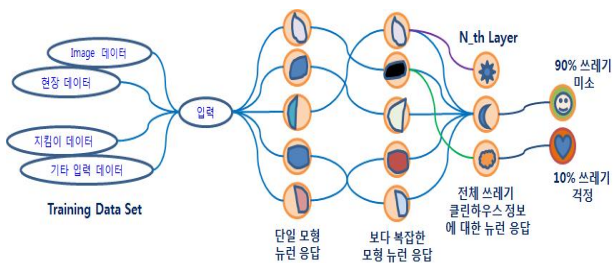 Image 데이터
현장 데이터
지킴이 데이터
기타 입력 데이터
Training Data Set
입력
단일 모형
뉴런 응답
보다 복잡한
모형 뉴런 응답
N_th Layer
전체 쓰레기
클린하우스 정보
에 대한 뉴런 응답
90% 쓰레기
미소
10% 쓰레기
걱정